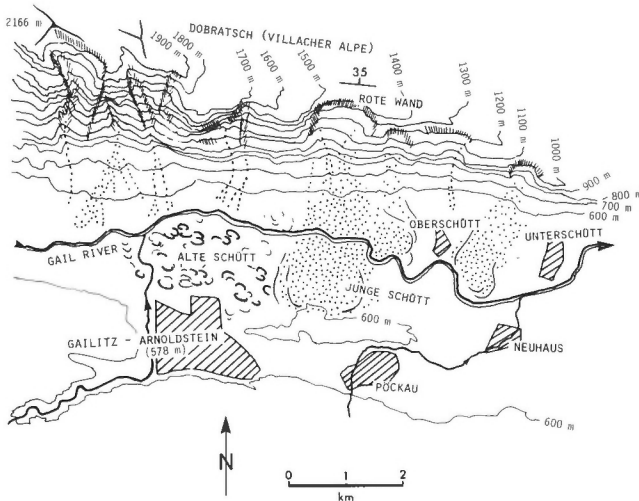 2166 m
DOBRATSCH (VILLACHER ALPE)
1900 m
1800 m
1700 m
1600 m
1500 m
35
1400 m
ROTE WAND
1300 m
1200 m
1100 m
1000 m
900 m
800 m
700 m
600 m
OBERSCHÜTT
UNTERSCHÜTT
GAIL RIVER
ALTE SCHÜTT
JUNGE SCHÜTT
600 m
GAILITZ - ARNOLDSTEIN
(578 m)
NEUHAUS
PÖCKAU
600 m
N
0 1 2
km